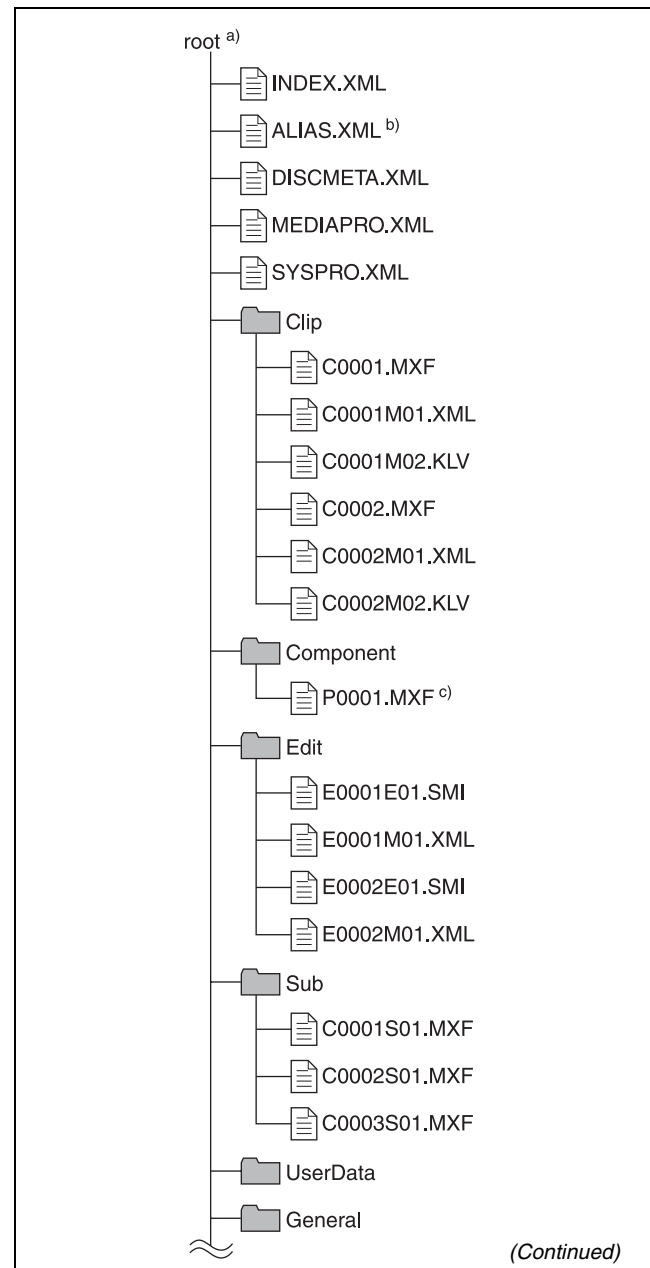 root a)
INDEX.XML
ALIAS.XML b)
DISCMETA.XML
MEDIAPRO.XML
SYSPRO.XML
Clip
C0001.MXF
C0001M01.XML
C0001M02.KLV
C0002.MXF
C0002M01.XML
C0002M02.KLV
Component
P0001.MXF c)
Edit
E0001E01.SMI
E0001M01.XML
E0002E01.SMI
E0002M01.XML
Sub
C0001S01.MXF
C0002S01.MXF
C0003S01.MXF
UserData
General
(Continued)